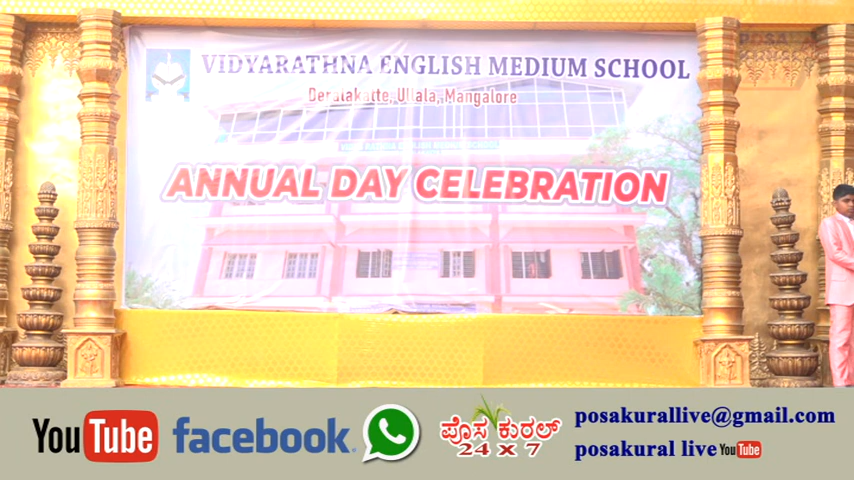 POSAKURAL
VIDYARATHNA ENGLISH MEDIUM SCHOOL
Deralakatte, Ullala, Mangalore
ANNUAL DAY CELEBRATION
YouTube facebook
ಪೊಸ ಕುರಲ್
24 x 7
posakurallive@gmail.com
posakural live YouTube